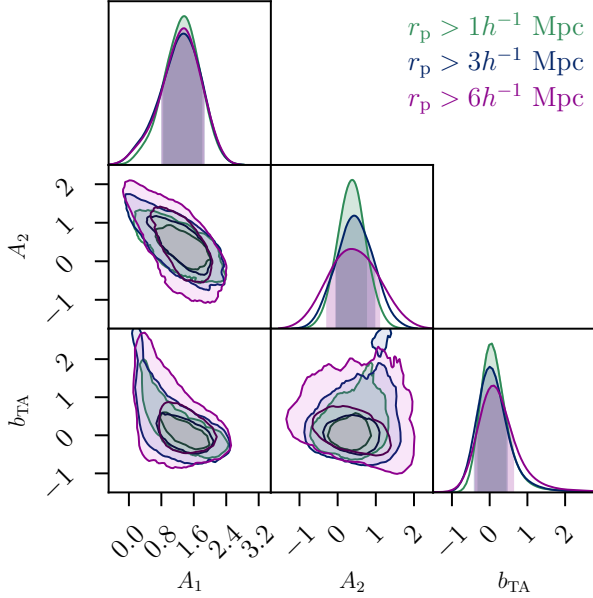 r_p > 1h^{-1} Mpc
r_p > 3h^{-1} Mpc
r_p > 6h^{-1} Mpc
2
1
0
−1
A_2
2
1
0
−1
b_TA
0.0 0.8 1.6 2.4 3.2 −1 0 1 2 −1 0 1 2
A_1 A_2 b_TA